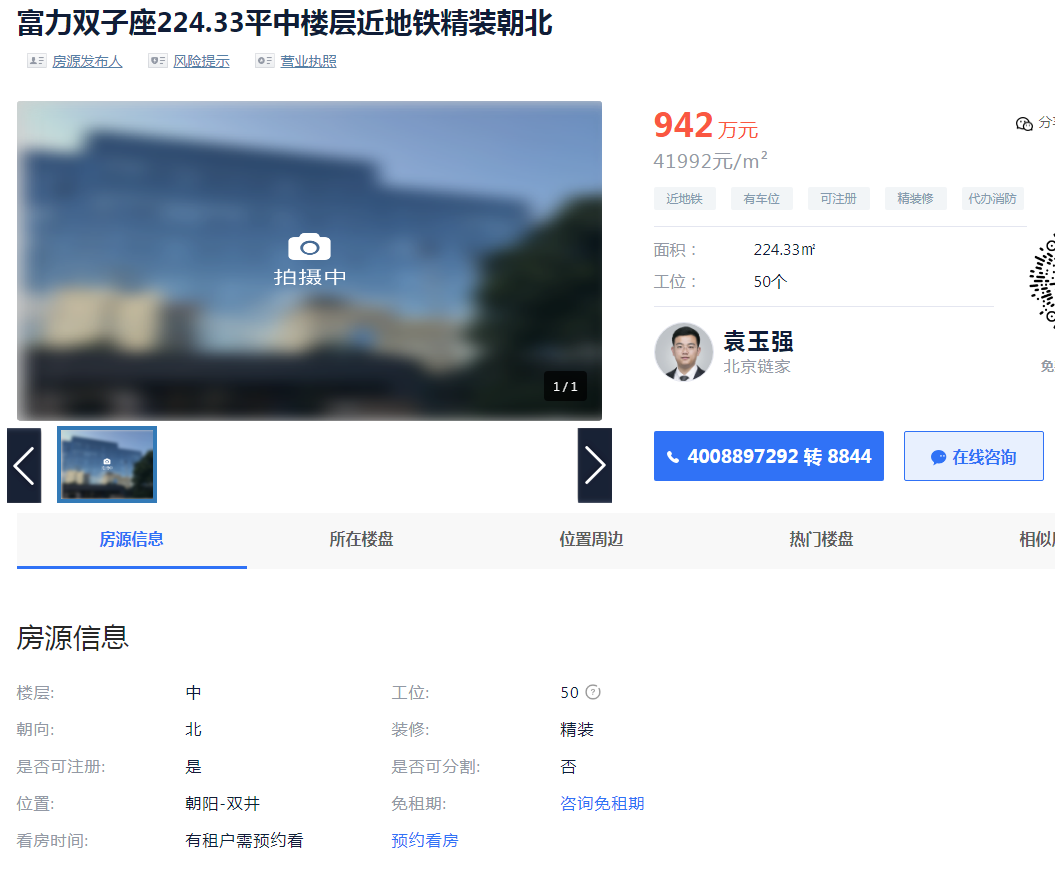 富力双子座224.33平中楼层近地铁精装朝北
房源发布人 风险提示 营业执照
942万元
分享
41992元/m²
近地铁 有车位 可注册 精装修 代办消防
面积： 224.33㎡
工位： 50个
拍摄中
袁玉强
北京链家
免
1/1
4008897292 转 8844 在线咨询
房源信息 所在楼盘 位置周边 热门楼盘 相似
房源信息
楼层: 中 工位: 50
朝向: 北 装修: 精装
是否可注册: 是 是否可分割: 否
位置: 朝阳-双井 免租期: 咨询免租期
看房时间: 有租户需预约看 预约看房